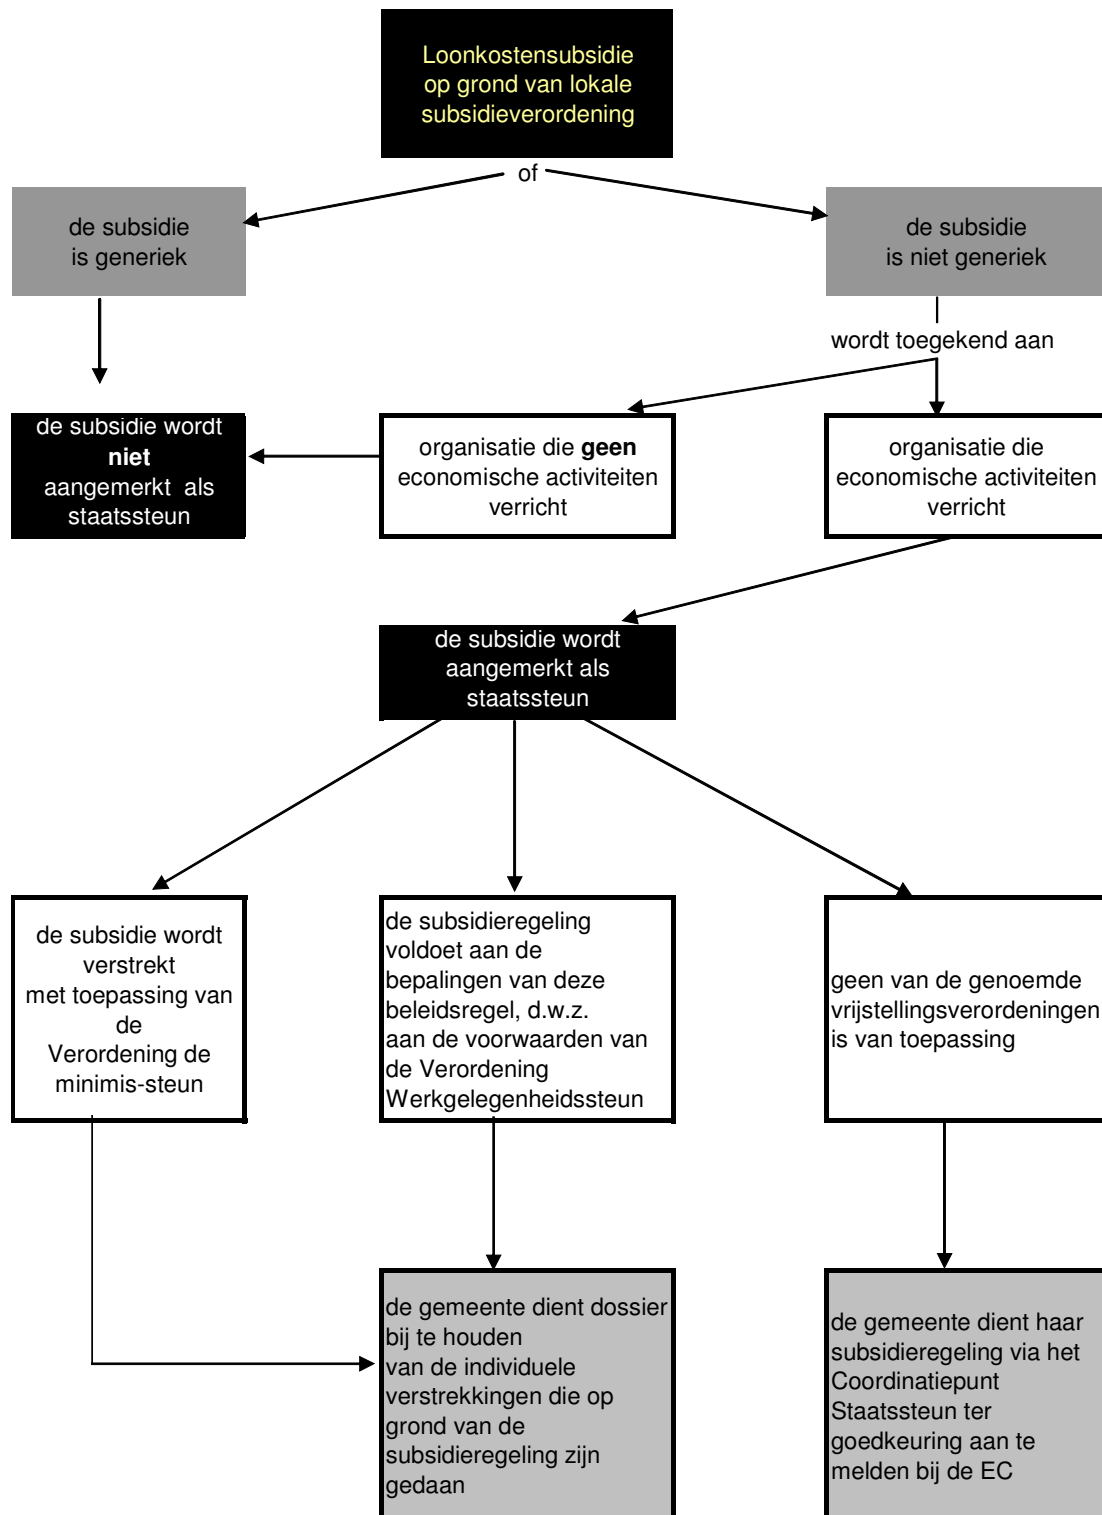 Loonkostensubsidie
op grond van lokale
subsidieverordening
of
de subsidie
is generiek
de subsidie
is niet generiek
wordt toegekend aan
de subsidie wordt
niet
aangemerkt als
staatssteun
organisatie die geen
economische activiteiten
verricht
organisatie die
economische activiteiten
verricht
de subsidie wordt
aangemerkt als
staatssteun
de subsidie wordt
verstrekt
met toepassing van
de
Verordening de
minimis-steun
de subsidieregeling
voldoet aan de
bepalingen van deze
beleidsregel, d.w.z.
aan de voorwaarden van
de Verordening
Werkgelegenheidssteun
geen van de genoemde
vrijstellingsverordeningen
is van toepassing
de gemeente dient dossier
bij te houden
van de individuele
verstrekkingen die op
grond van de
subsidieregeling zijn
gedaan
de gemeente dient haar
subsidieregeling via het
Coordinatiepunt
Staatssteun ter
goedkeuring aan te
melden bij de EC